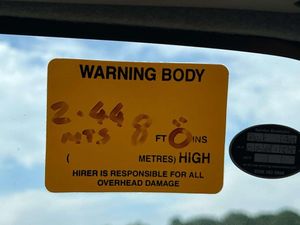 WARNING BODY
2.44 8 FT 0 INS
MTS
( METRES) HIGH
HIRER IS RESPONSIBLE FOR ALL
OVERHEAD DAMAGE